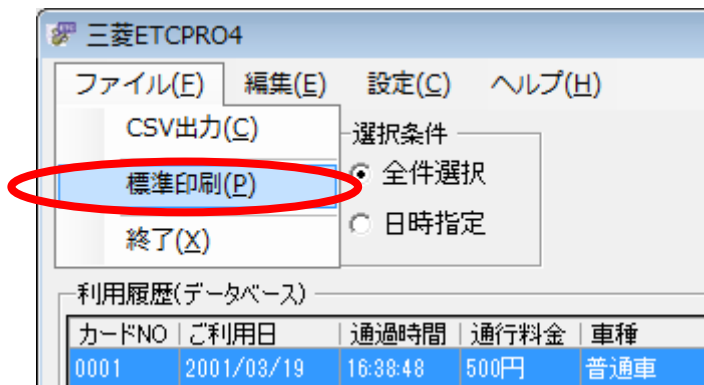 三菱ETCPRO4
ファイル(F) 編集(E) 設定(C) ヘルプ(H)
CSV出力(C)
標準印刷(P)
終了(X)
選択条件
全件選択
日時指定
利用履歴(データベース)
カードNO ご利用日 通過時間 通行料金 車種
0001 2001/03/19 16:38:48 500円 普通車